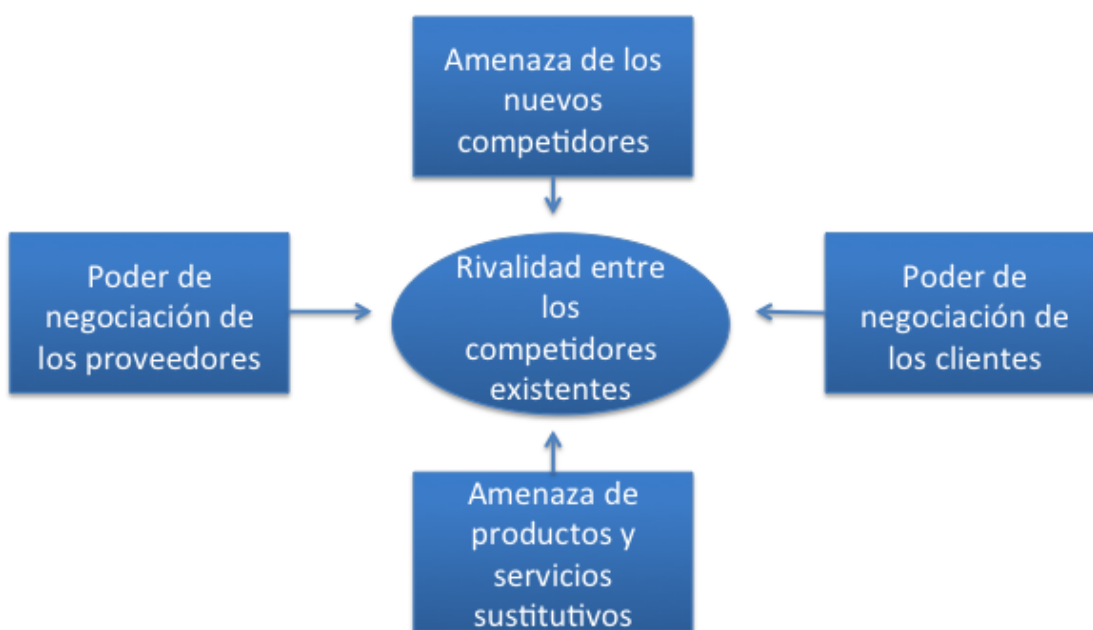 Amenaza de los
nuevos
competidores
Poder de
negociación de
los proveedores
Rivalidad entre
los
competidores
existentes
Poder de
negociación de
los clientes
Amenaza de
productos y
servicios
sustitutivos